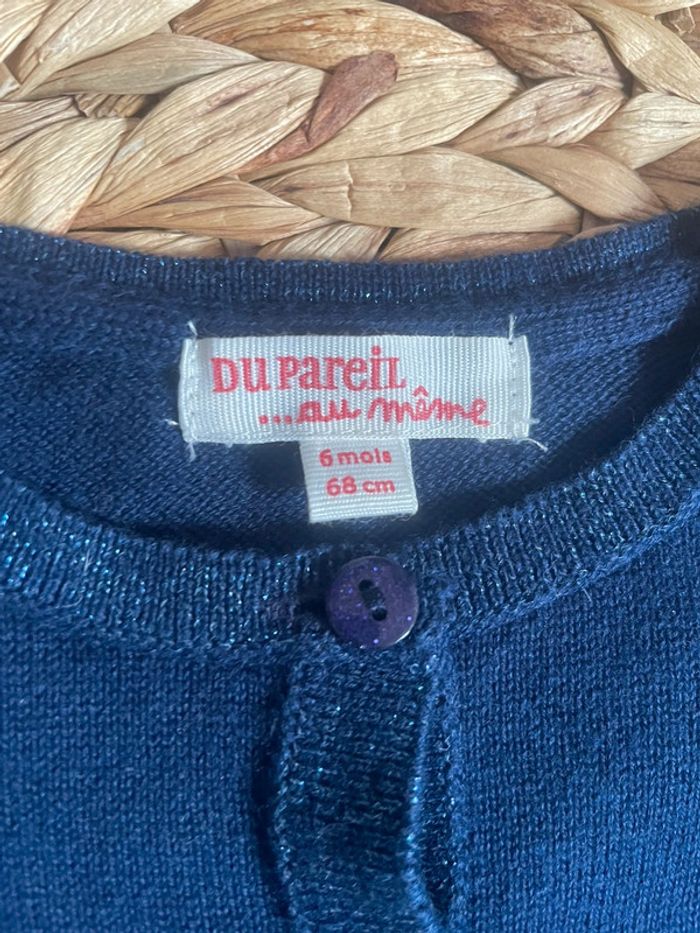 DU PAREIL
...au même
6 mois
68 cm